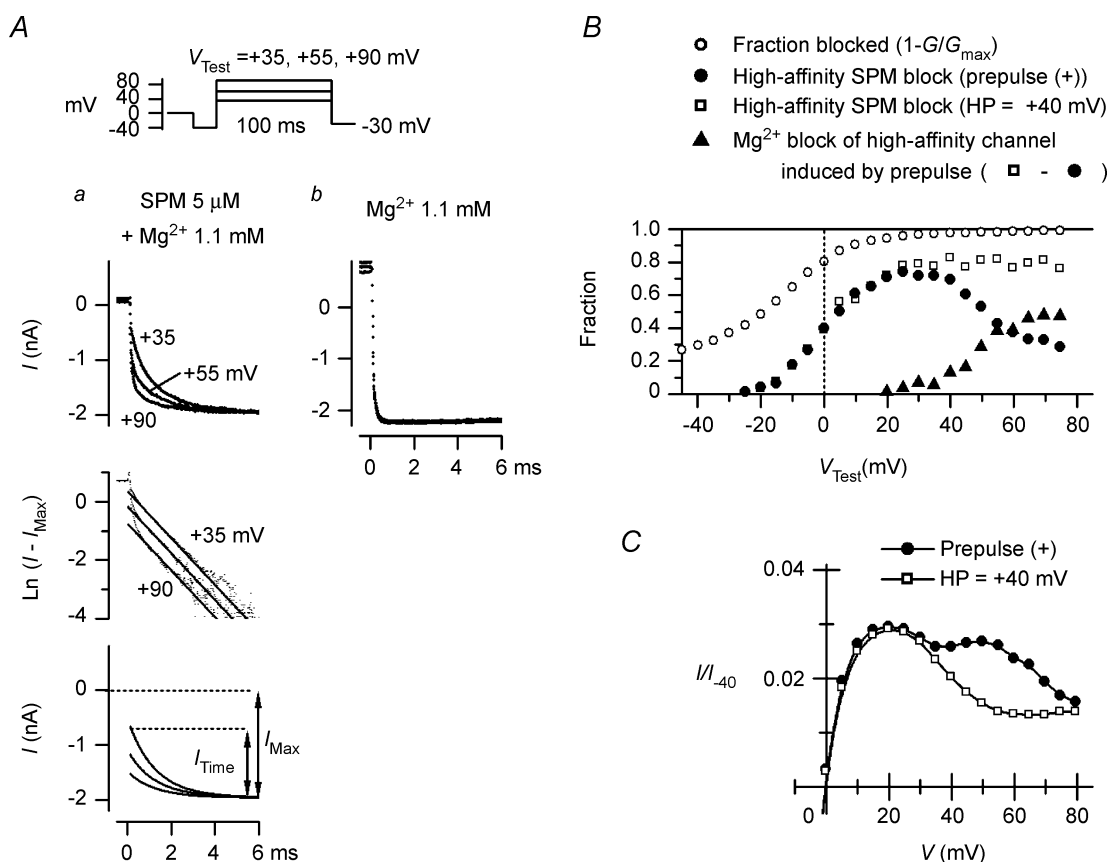 A
V_Test = +35, +55, +90 mV
80
40
0
-40
mV
100 ms
-30 mV
a
SPM 5 μM
+ Mg²⁺ 1.1 mM
b
Mg²⁺ 1.1 mM
0
-1
-2
I (nA)
+35
+55 mV
+90
0
-2
0 2 4 6 ms
0
-2
-4
Ln (I - I_Max)
+35 mV
+90
0
-1
-2
I (nA)
I_Time
I_Max
0 2 4 6 ms
B
Fraction blocked (1-G/G_max)
High-affinity SPM block (prepulse (+))
High-affinity SPM block (HP = +40 mV)
Mg²⁺ block of high-affinity channel
induced by prepulse ( □ - ● )
1.0
0.8
0.6
0.4
0.2
0
Fraction
-40 -20 0 20 40 60 80
V_Test (mV)
C
Prepulse (+)
HP = +40 mV
0.04
0.02
I/I_-40
0 20 40 60 80
V (mV)